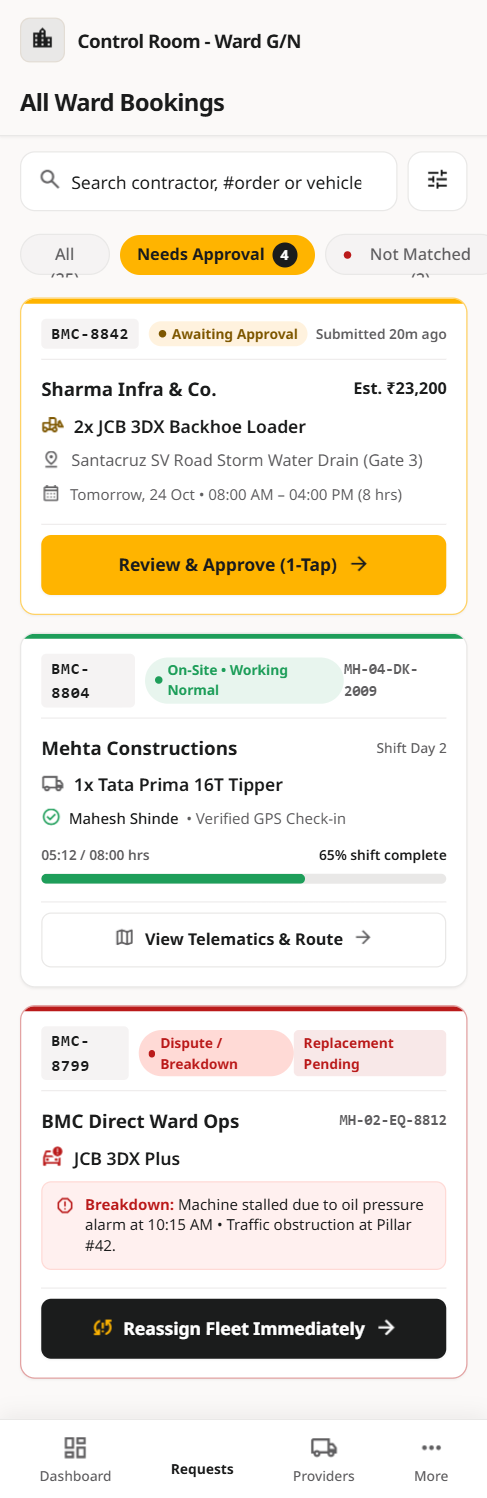 Control Room - Ward G/N
All Ward Bookings
Search contractor, #order or vehicle
All
Needs Approval 4
Not Matched
BMC-8842
Awaiting Approval
Submitted 20m ago
Sharma Infra & Co.
Est. ₹23,200
2x JCB 3DX Backhoe Loader
Santacruz SV Road Storm Water Drain (Gate 3)
Tomorrow, 24 Oct • 08:00 AM – 04:00 PM (8 hrs)
Review & Approve (1-Tap) →
BMC-
8804
On-Site • Working
Normal
MH-04-DK-
2009
Mehta Constructions
Shift Day 2
1x Tata Prima 16T Tipper
Mahesh Shinde • Verified GPS Check-in
05:12 / 08:00 hrs
65% shift complete
View Telematics & Route →
BMC-
8799
Dispute /
Breakdown
Replacement
Pending
BMC Direct Ward Ops
MH-02-EQ-8812
JCB 3DX Plus
Breakdown: Machine stalled due to oil pressure
alarm at 10:15 AM • Traffic obstruction at Pillar
#42.
Reassign Fleet Immediately →
Dashboard
Requests
Providers
More